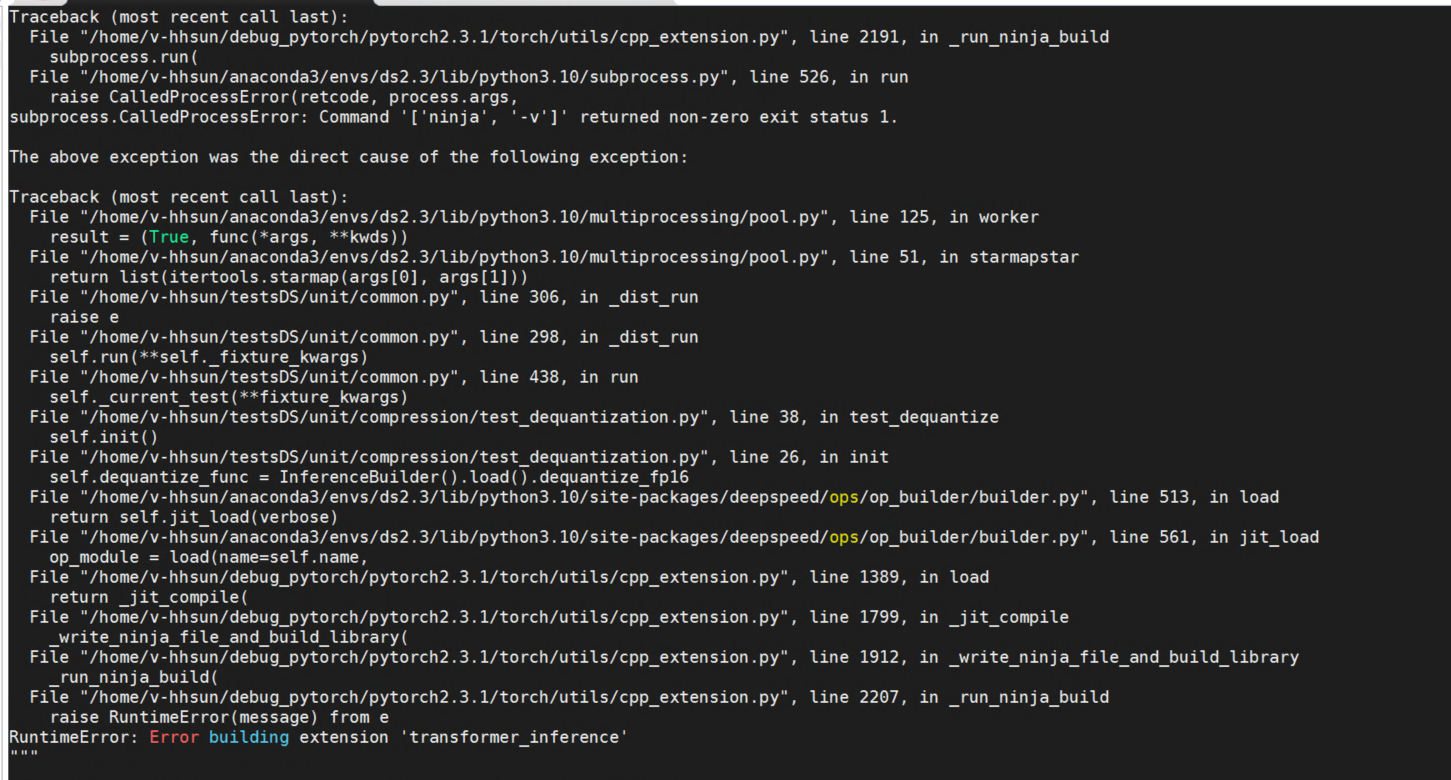 Traceback (most recent call last):
  File "/home/v-hhsun/debug_pytorch/pytorch2.3.1/torch/utils/cpp_extension.py", line 2191, in _run_ninja_build
    subprocess.run(
  File "/home/v-hhsun/anaconda3/envs/ds2.3/lib/python3.10/subprocess.py", line 526, in run
    raise CalledProcessError(retcode, process.args,
subprocess.CalledProcessError: Command '['ninja', '-v']' returned non-zero exit status 1.

The above exception was the direct cause of the following exception:

Traceback (most recent call last):
  File "/home/v-hhsun/anaconda3/envs/ds2.3/lib/python3.10/multiprocessing/pool.py", line 125, in worker
    result = (True, func(*args, **kwds))
  File "/home/v-hhsun/anaconda3/envs/ds2.3/lib/python3.10/multiprocessing/pool.py", line 51, in starmapstar
    return list(itertools.starmap(args[0], args[1]))
  File "/home/v-hhsun/testsDS/unit/common.py", line 306, in _dist_run
    raise e
  File "/home/v-hhsun/testsDS/unit/common.py", line 298, in _dist_run
    self.run(**self._fixture_kwargs)
  File "/home/v-hhsun/testsDS/unit/common.py", line 438, in run
    self._current_test(**fixture_kwargs)
  File "/home/v-hhsun/testsDS/unit/compression/test_dequantization.py", line 38, in test_dequantize
    self.init()
  File "/home/v-hhsun/testsDS/unit/compression/test_dequantization.py", line 26, in init
    self.dequantize_func = InferenceBuilder().load().dequantize_fp16
  File "/home/v-hhsun/anaconda3/envs/ds2.3/lib/python3.10/site-packages/deepspeed/ops/op_builder/builder.py", line 513, in load
    return self.jit_load(verbose)
  File "/home/v-hhsun/anaconda3/envs/ds2.3/lib/python3.10/site-packages/deepspeed/ops/op_builder/builder.py", line 561, in jit_load
    op_module = load(name=self.name,
  File "/home/v-hhsun/debug_pytorch/pytorch2.3.1/torch/utils/cpp_extension.py", line 1389, in load
    return _jit_compile(
  File "/home/v-hhsun/debug_pytorch/pytorch2.3.1/torch/utils/cpp_extension.py", line 1799, in _jit_compile
    _write_ninja_file_and_build_library(
  File "/home/v-hhsun/debug_pytorch/pytorch2.3.1/torch/utils/cpp_extension.py", line 1912, in _write_ninja_file_and_build_library
    _run_ninja_build(
  File "/home/v-hhsun/debug_pytorch/pytorch2.3.1/torch/utils/cpp_extension.py", line 2207, in _run_ninja_build
    raise RuntimeError(message) from e
RuntimeError: Error building extension 'transformer_inference'
"""